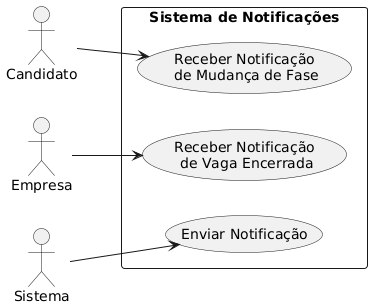 Sistema de Notificações
Candidato
Receber Notificação
de Mudança de Fase
Empresa
Receber Notificação
de Vaga Encerrada
Sistema
Enviar Notificação